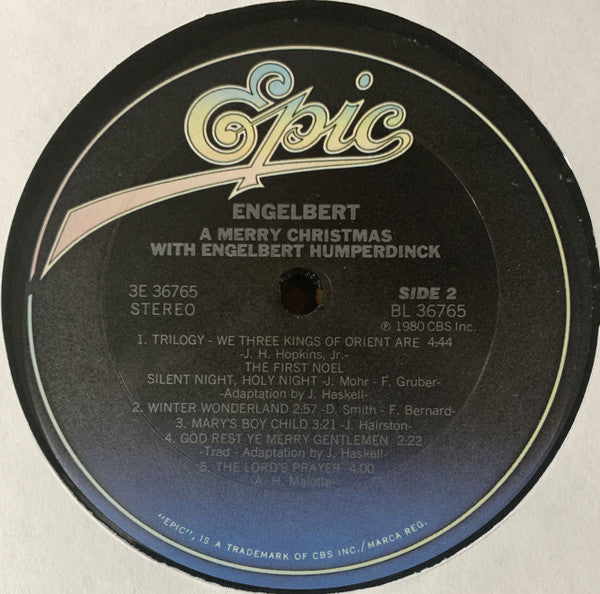 Epic
ENGELBERT
A MERRY CHRISTMAS
WITH ENGELBERT HUMPERDINCK
3E 36765
STEREO
SIDE 2
BL 36765
℗ 1980 CBS Inc.
1. TRILOGY - WE THREE KINGS OF ORIENT ARE 4:44
-J. H. Hopkins, Jr.-
THE FIRST NOEL
SILENT NIGHT, HOLY NIGHT -J. Mohr - F. Gruber-
-Adaptation by J. Haskell-
2. WINTER WONDERLAND 2:57 -D. Smith - F. Bernard-
3. MARY'S BOY CHILD 3:21 -J. Hairston-
4. GOD REST YE MERRY GENTLEMEN 2:22
-Trad - Adaptation by J. Haskell-
5. THE LORD'S PRAYER 4:00
-A. H. Malotte-
"EPIC", IS A TRADEMARK OF CBS INC./MARCA REG.